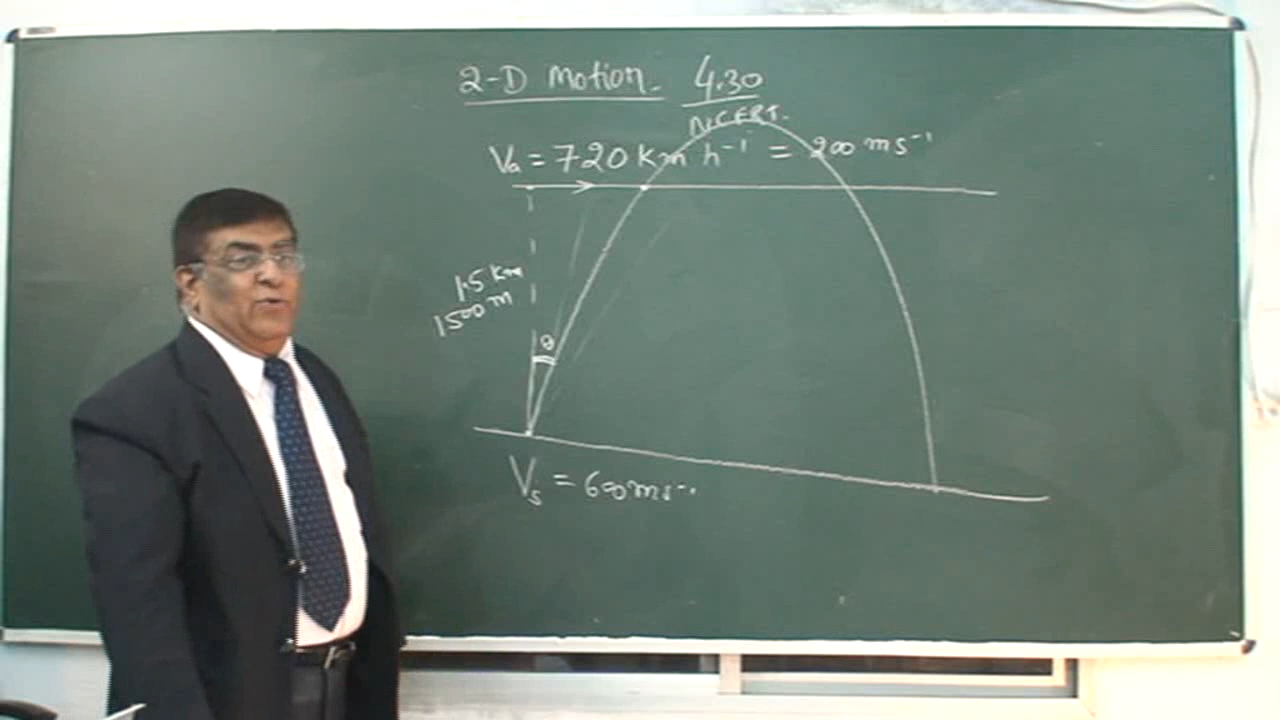 2-D Motion. 4.30
NCERT.
Va = 720 Km h⁻¹ = 200 ms⁻¹
1.5 Km
1500 m
θ
Vs = 600 ms⁻¹